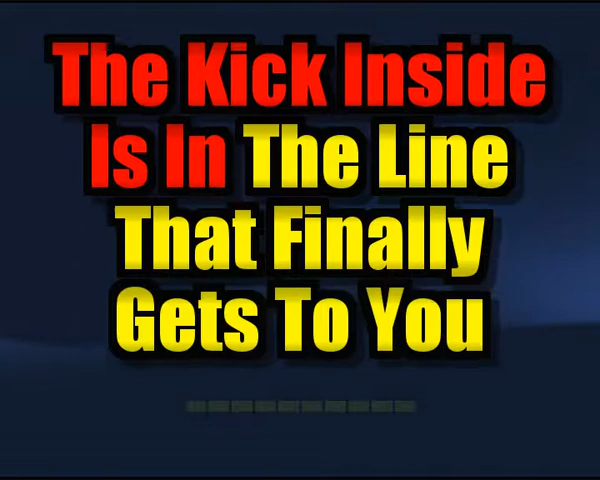 The Kick Inside
Is In The Line
That Finally
Gets To You